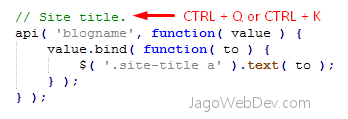 // Site title. CTRL + Q or CTRL + K
api( 'blogname', function( value ) {
value.bind( function( to ) {
$( '.site-title a' ).text( to );
} );
} );
JagoWebDev.com